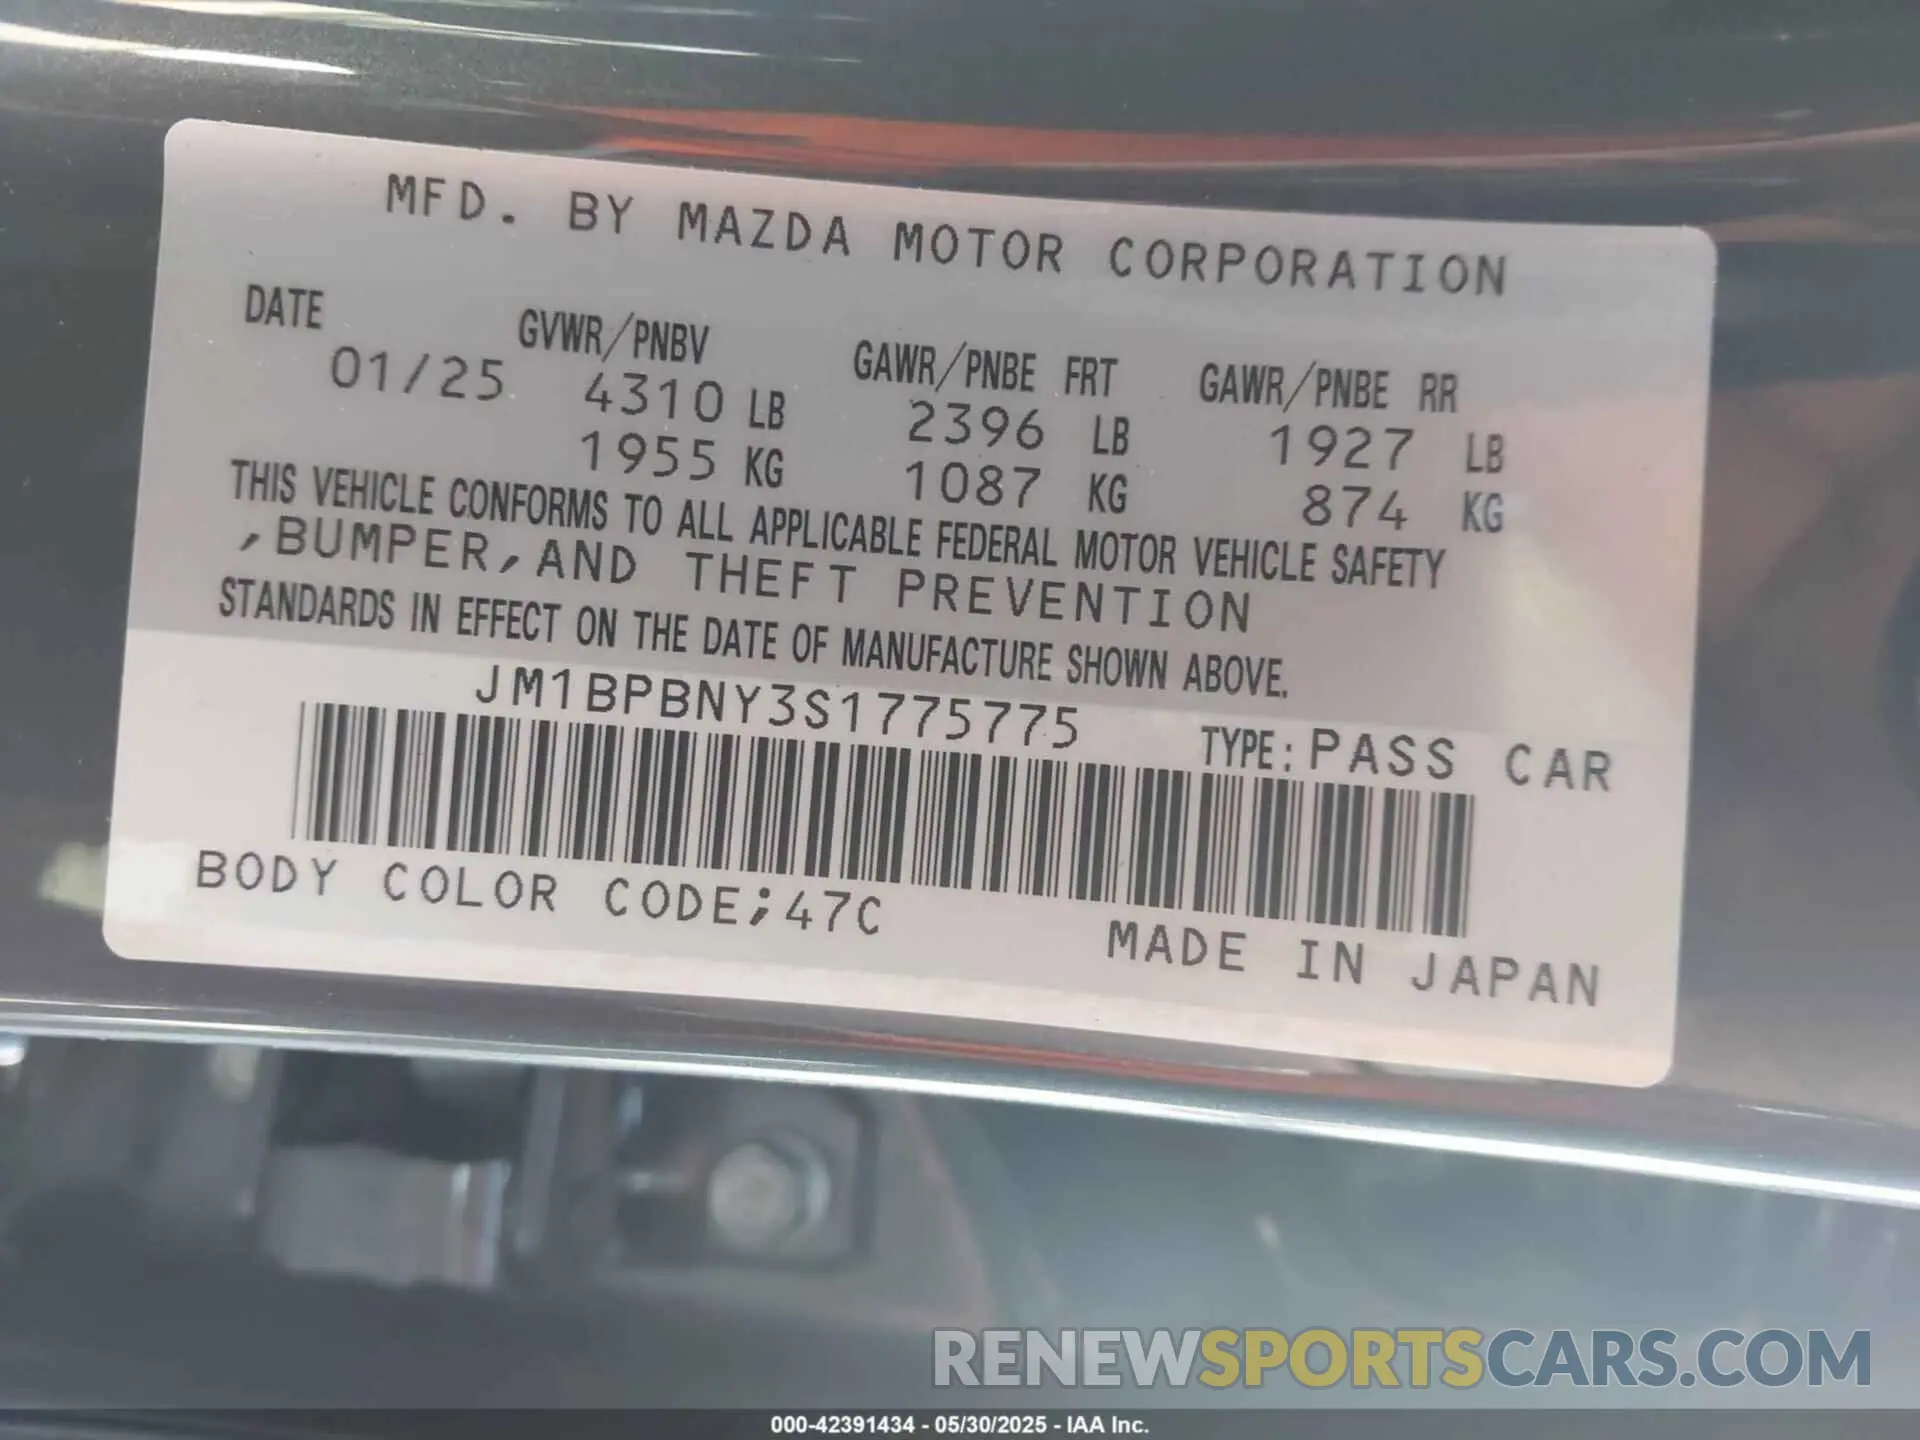 MFD. BY MAZDA MOTOR CORPORATION
DATE GVWR/PNBV GAWR/PNBE FRT GAWR/PNBE RR
01/25 4310 LB 2396 LB 1927 LB
1955 KG 1087 KG 874 KG
THIS VEHICLE CONFORMS TO ALL APPLICABLE FEDERAL MOTOR VEHICLE SAFETY
,BUMPER,AND THEFT PREVENTION
STANDARDS IN EFFECT ON THE DATE OF MANUFACTURE SHOWN ABOVE.
JM1BPBNY3S1775775 TYPE: PASS CAR
BODY COLOR CODE;47C
MADE IN JAPAN
RENEWSPORTSCARS.COM
000-42391434 - 05/30/2025 - IAA Inc.